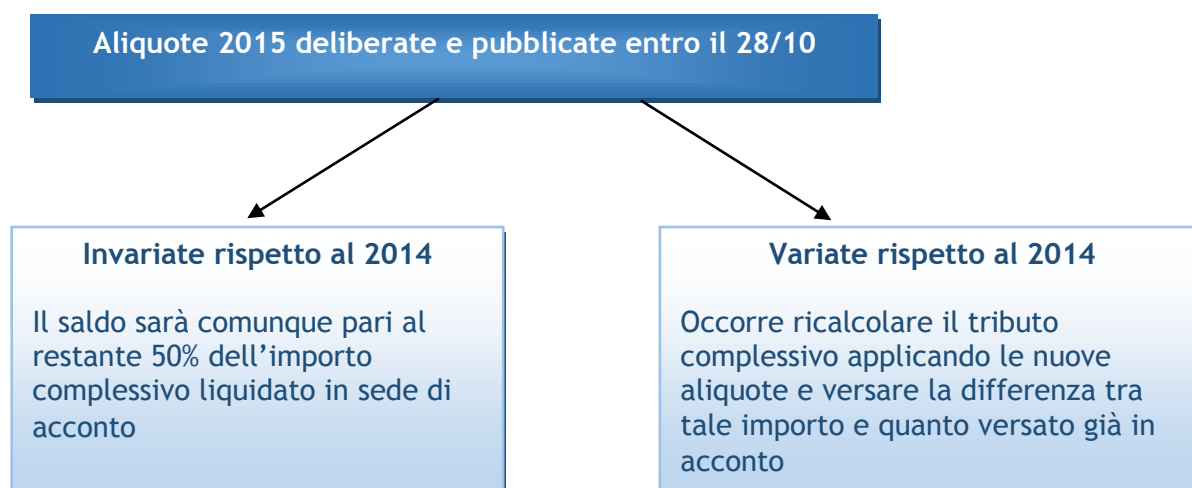 Aliquote 2015 deliberate e pubblicate entro il 28/10
Invariate rispetto al 2014
Il saldo sarà comunque pari al
restante 50% dell’importo
complessivo liquidato in sede di
acconto
Variate rispetto al 2014
Occorre ricalcolare il tributo
complessivo applicando le nuove
aliquote e versare la differenza tra
tale importo e quanto versato già in
acconto